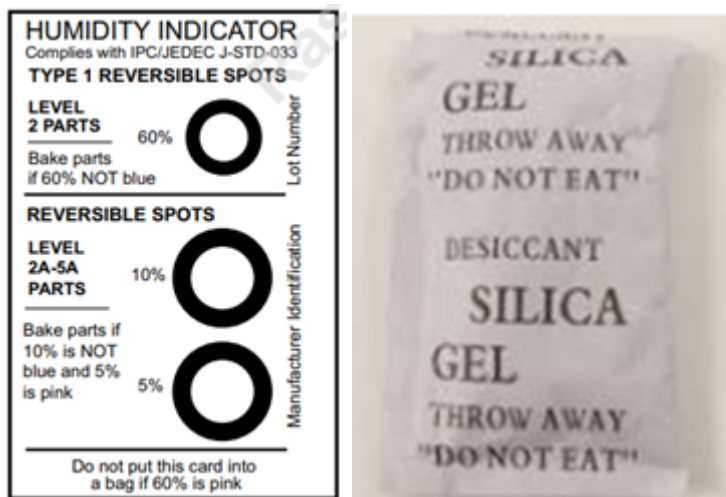 HUMIDITY INDICATOR
Complies with IPC/JEDEC J-STD-033
TYPE 1 REVERSIBLE SPOTS
LEVEL
2 PARTS
60%
Bake parts
if 60% NOT blue
Lot Number
REVERSIBLE SPOTS
LEVEL
2A-5A
PARTS
10%
Bake parts if
10% is NOT
blue and 5%
is pink
5%
Manufacturer Identification
Do not put this card into
a bag if 60% is pink
SILICA
GEL
THROW AWAY
"DO NOT EAT"
DESICCANT
SILICA
GEL
THROW AWAY
"DO NOT EAT"